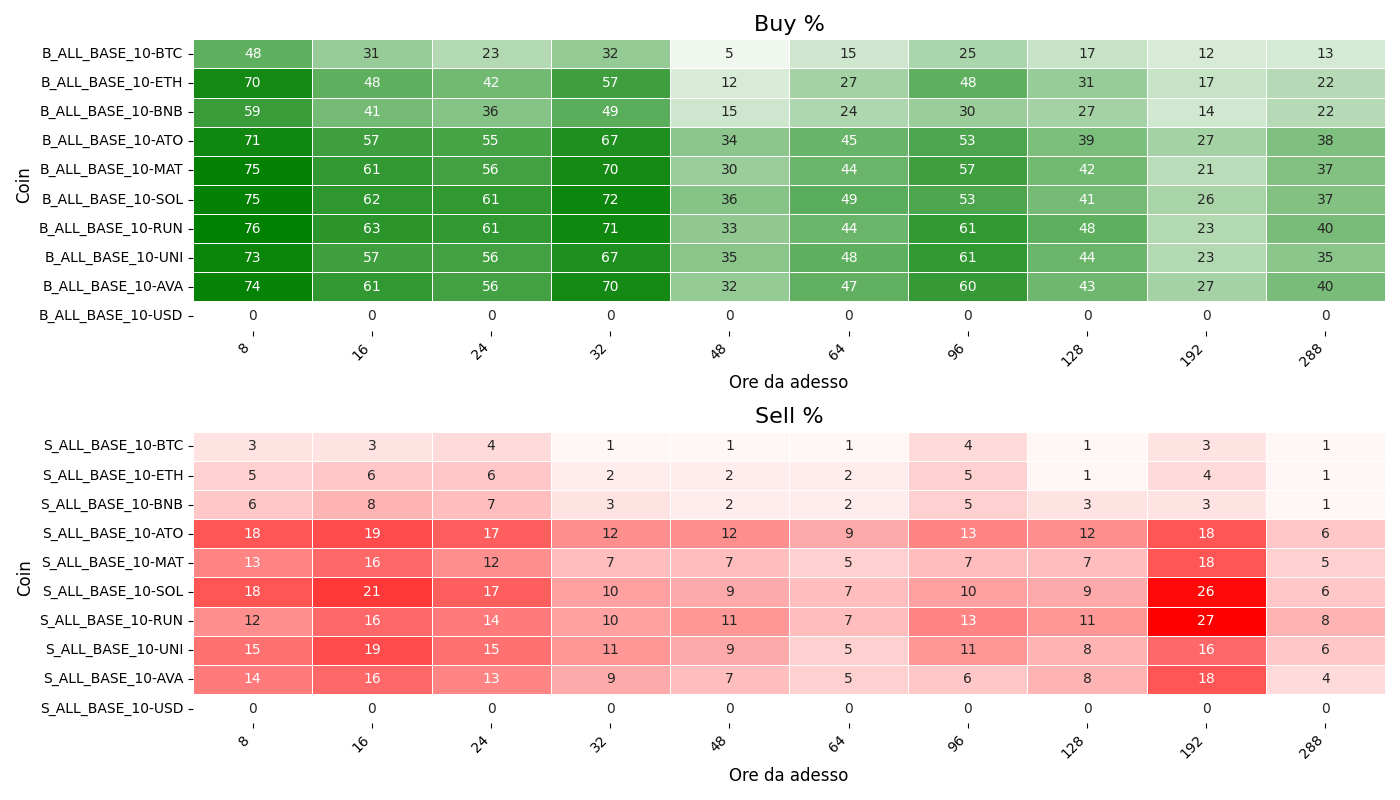 Buy %
Coin
B_ALL_BASE_10-BTC 48 31 23 32 5 15 25 17 12 13
B_ALL_BASE_10-ETH 70 48 42 57 12 27 48 31 17 22
B_ALL_BASE_10-BNB 59 41 36 49 15 24 30 27 14 22
B_ALL_BASE_10-ATO 71 57 55 67 34 45 53 39 27 38
B_ALL_BASE_10-MAT 75 61 56 70 30 44 57 42 21 37
B_ALL_BASE_10-SOL 75 62 61 72 36 49 53 41 26 37
B_ALL_BASE_10-RUN 76 63 61 71 33 44 61 48 23 40
B_ALL_BASE_10-UNI 73 57 56 67 35 48 61 44 23 35
B_ALL_BASE_10-AVA 74 61 56 70 32 47 60 43 27 40
B_ALL_BASE_10-USD 0 0 0 0 0 0 0 0 0 0
8 16 24 32 48 64 96 128 192 288
Ore da adesso
Sell %
Coin
S_ALL_BASE_10-BTC 3 3 4 1 1 1 4 1 3 1
S_ALL_BASE_10-ETH 5 6 6 2 2 2 5 1 4 1
S_ALL_BASE_10-BNB 6 8 7 3 2 2 5 3 3 1
S_ALL_BASE_10-ATO 18 19 17 12 12 9 13 12 18 6
S_ALL_BASE_10-MAT 13 16 12 7 7 5 7 7 18 5
S_ALL_BASE_10-SOL 18 21 17 10 9 7 10 9 26 6
S_ALL_BASE_10-RUN 12 16 14 10 11 7 13 11 27 8
S_ALL_BASE_10-UNI 15 19 15 11 9 5 11 8 16 6
S_ALL_BASE_10-AVA 14 16 13 9 7 5 6 8 18 4
S_ALL_BASE_10-USD 0 0 0 0 0 0 0 0 0 0
8 16 24 32 48 64 96 128 192 288
Ore da adesso